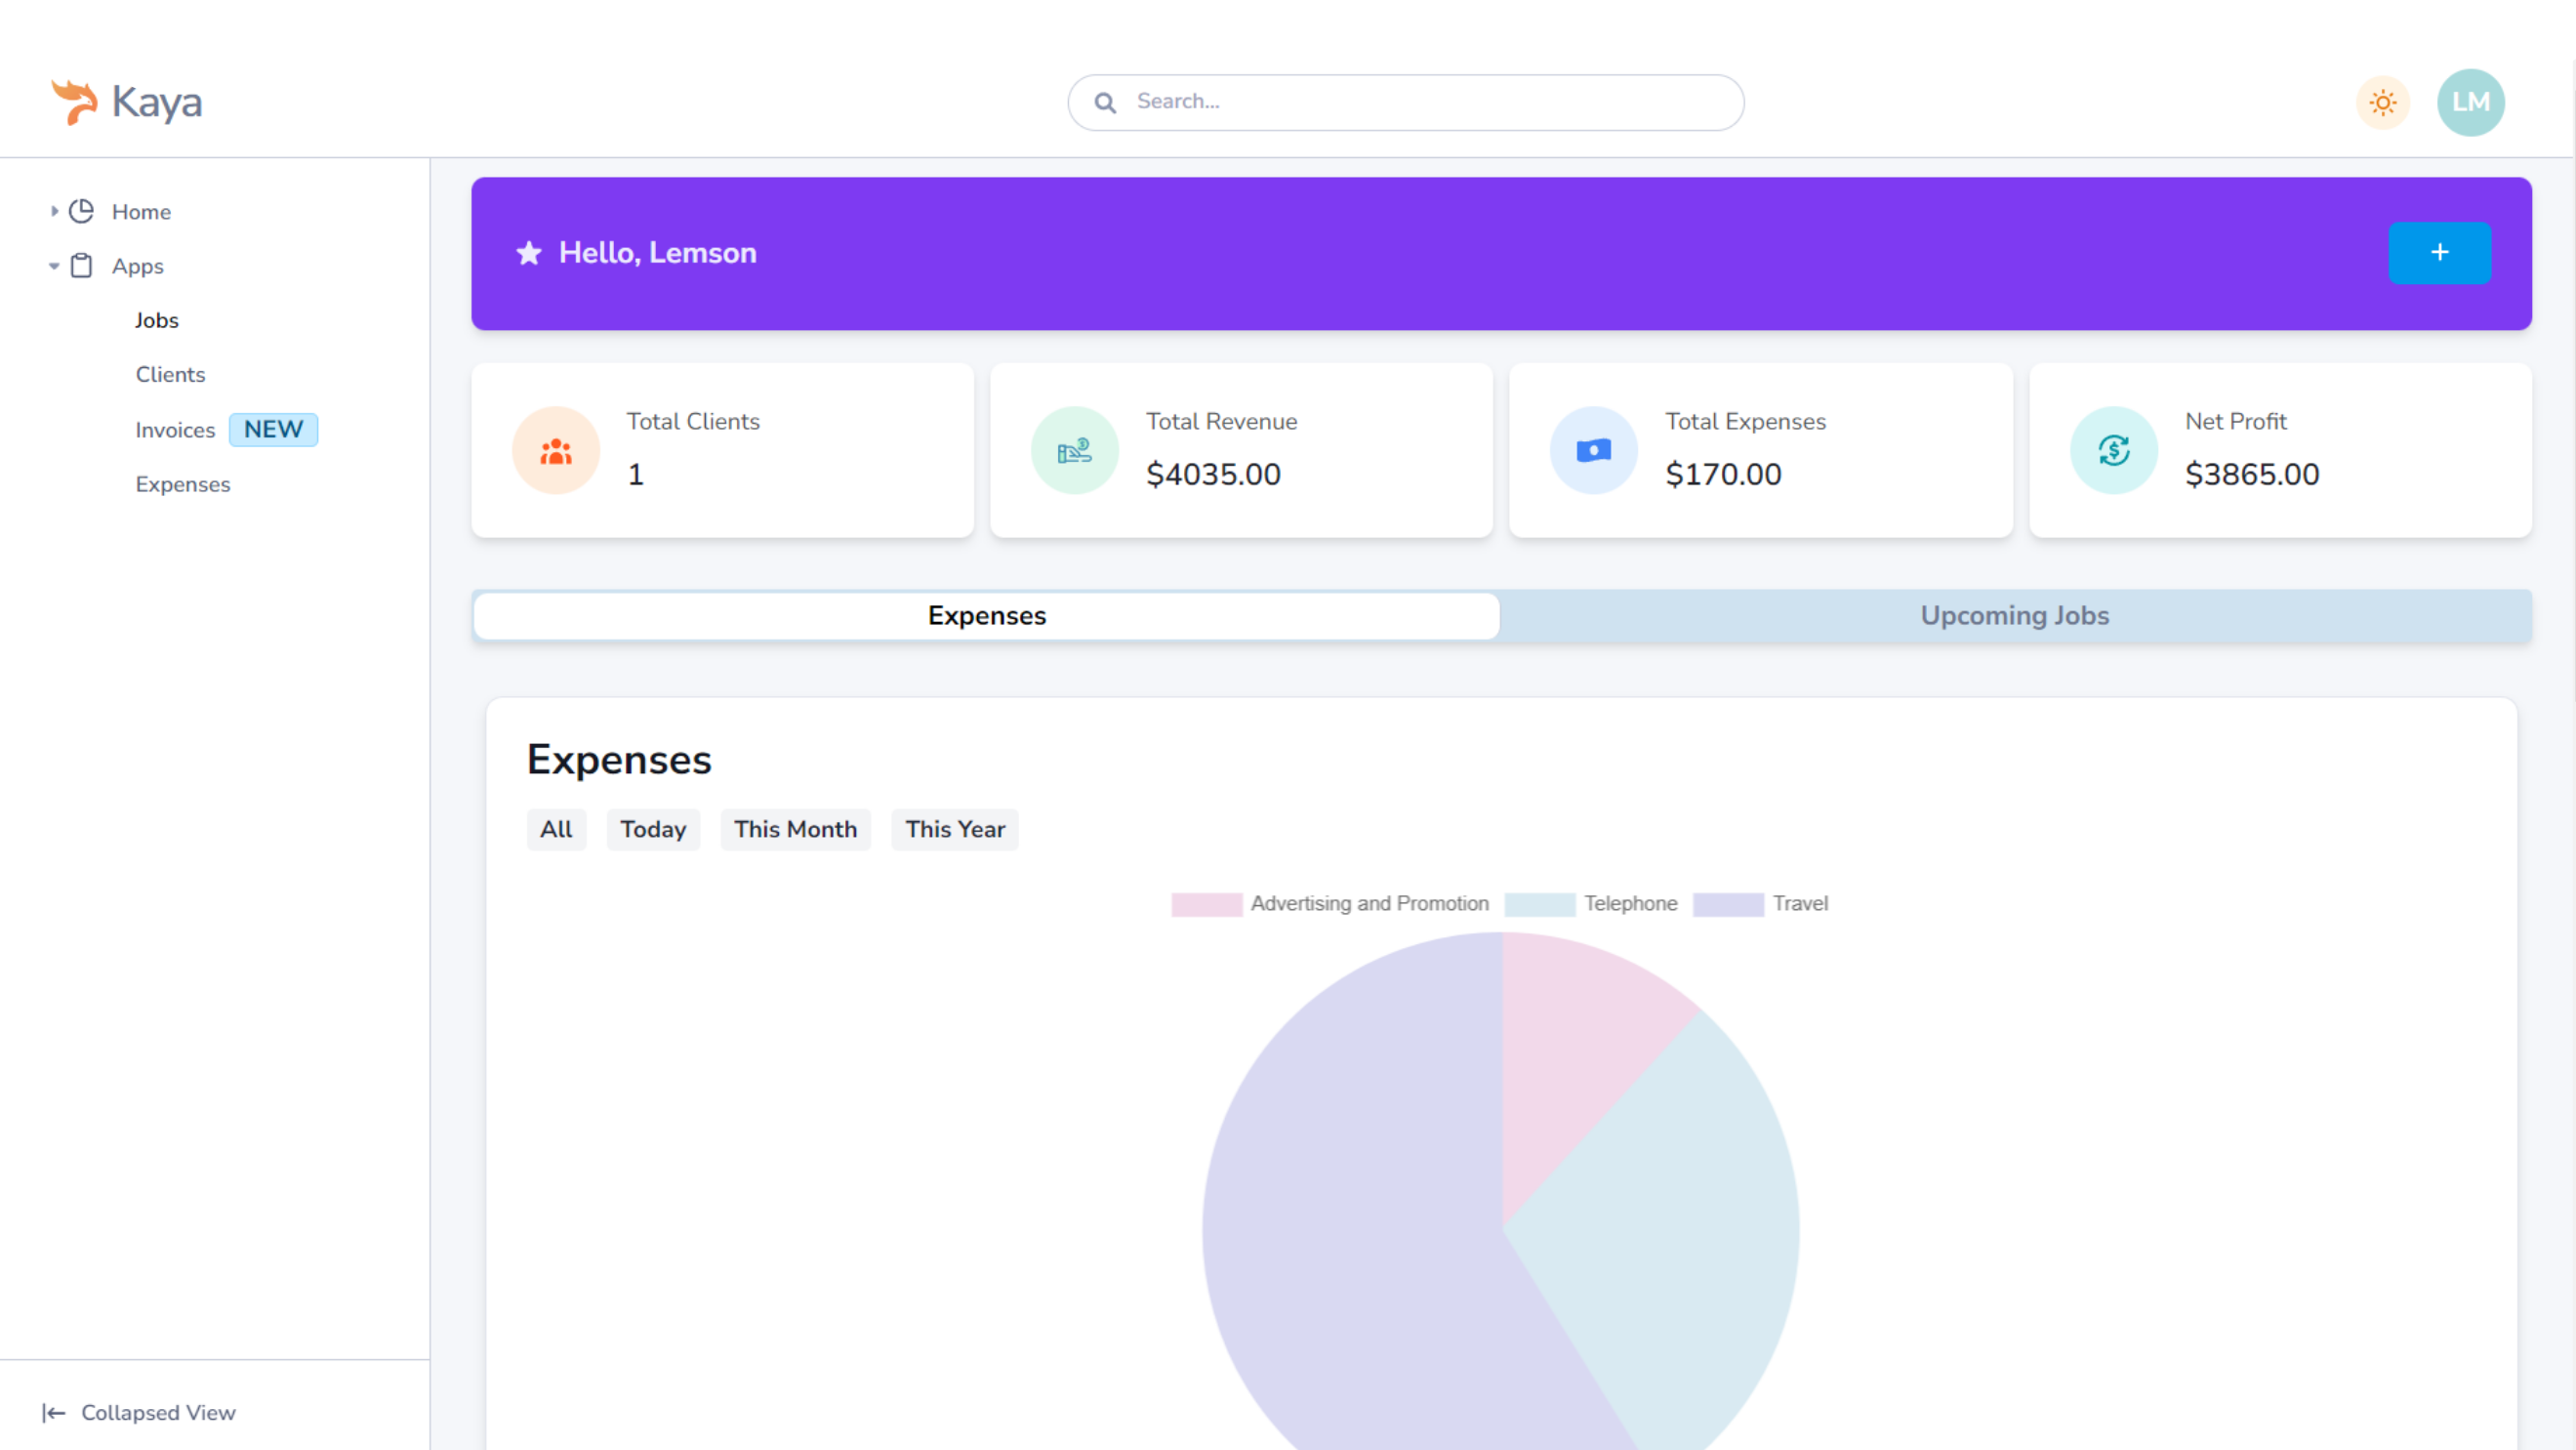 Kaya
Search...
LM
Home
Apps
Jobs
Clients
Invoices NEW
Expenses
Collapsed View
Hello, Lemson
+
Total Clients
1
Total Revenue
$4035.00
Total Expenses
$170.00
Net Profit
$3865.00
Expenses
Upcoming Jobs
Expenses
All Today This Month This Year
Advertising and Promotion Telephone Travel